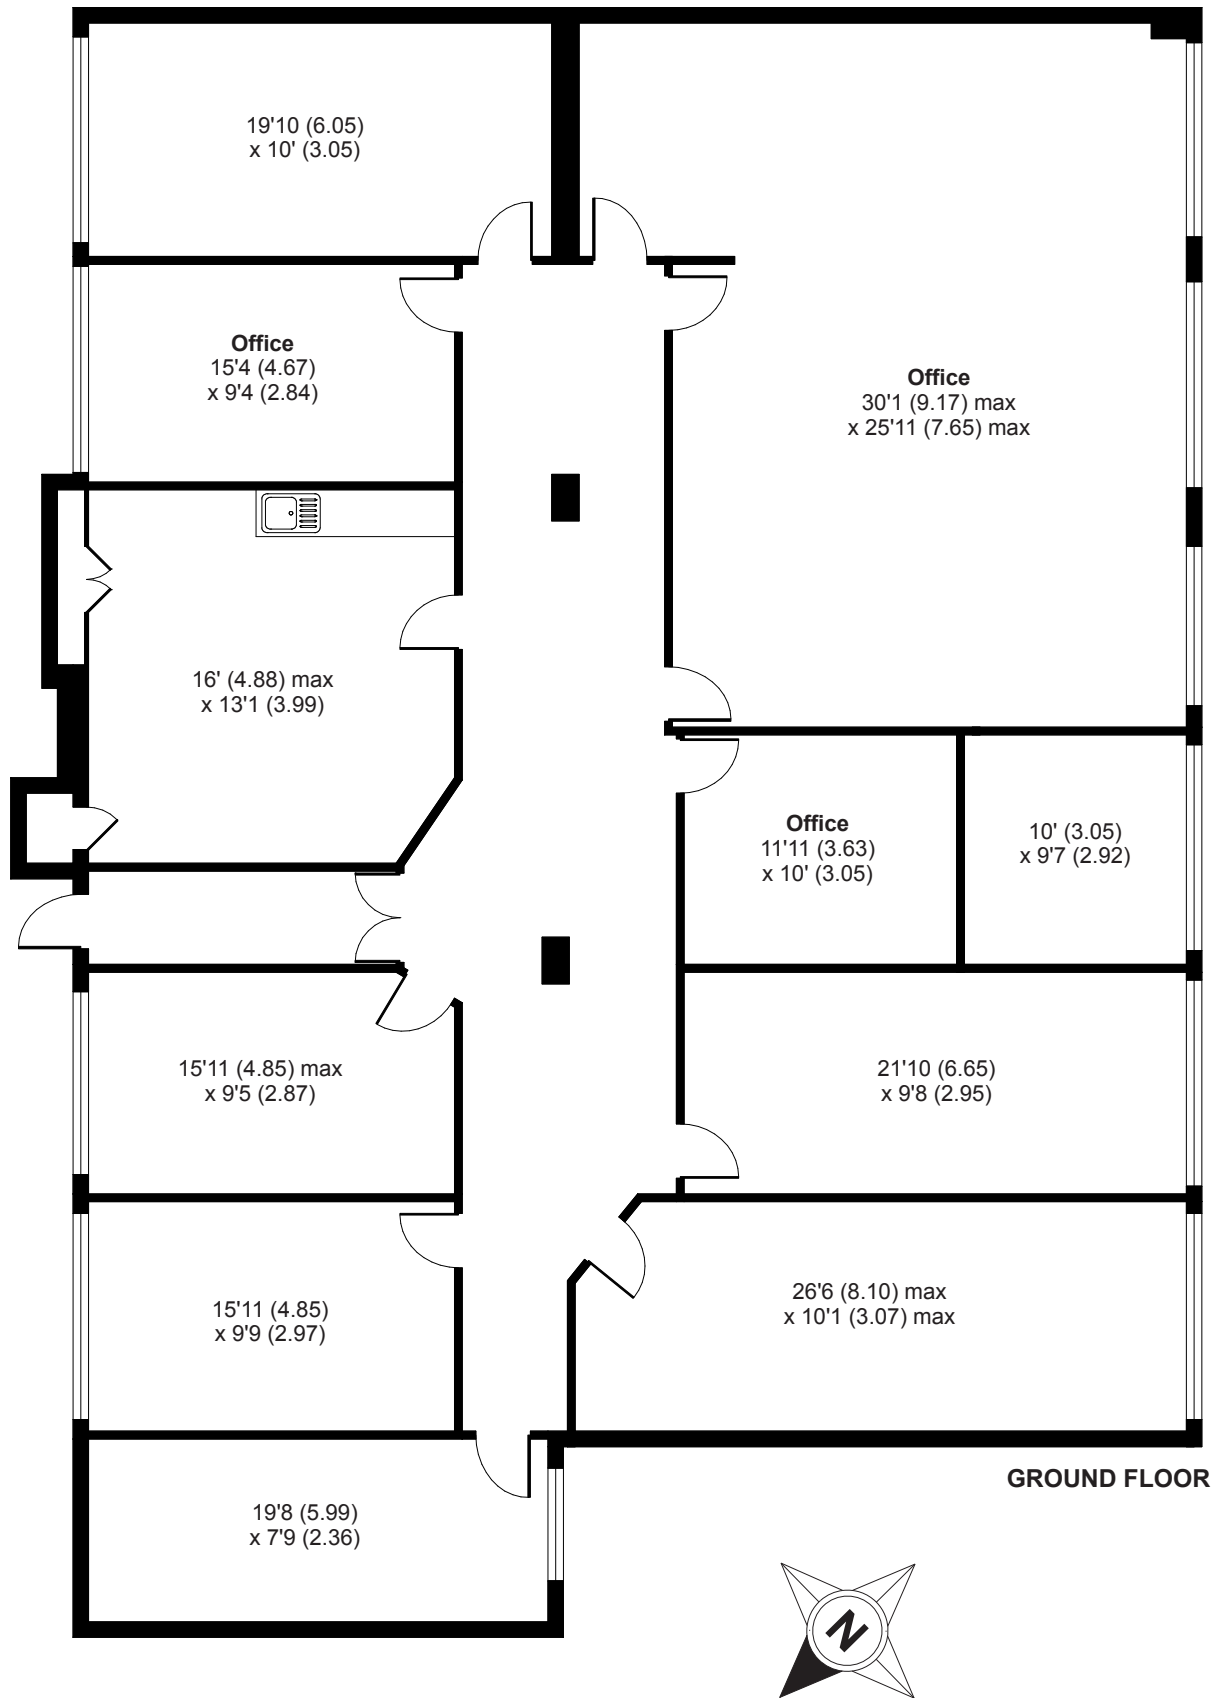 19'10 (6.05)
x 10' (3.05)
Office
15'4 (4.67)
x 9'4 (2.84)
Office
30'1 (9.17) max
x 25'11 (7.65) max
16' (4.88) max
x 13'1 (3.99)
Office
11'11 (3.63)
x 10' (3.05)
10' (3.05)
x 9'7 (2.92)
15'11 (4.85) max
x 9'5 (2.87)
21'10 (6.65)
x 9'8 (2.95)
15'11 (4.85)
x 9'9 (2.97)
26'6 (8.10) max
x 10'1 (3.07) max
GROUND FLOOR
19'8 (5.99)
x 7'9 (2.36)
N